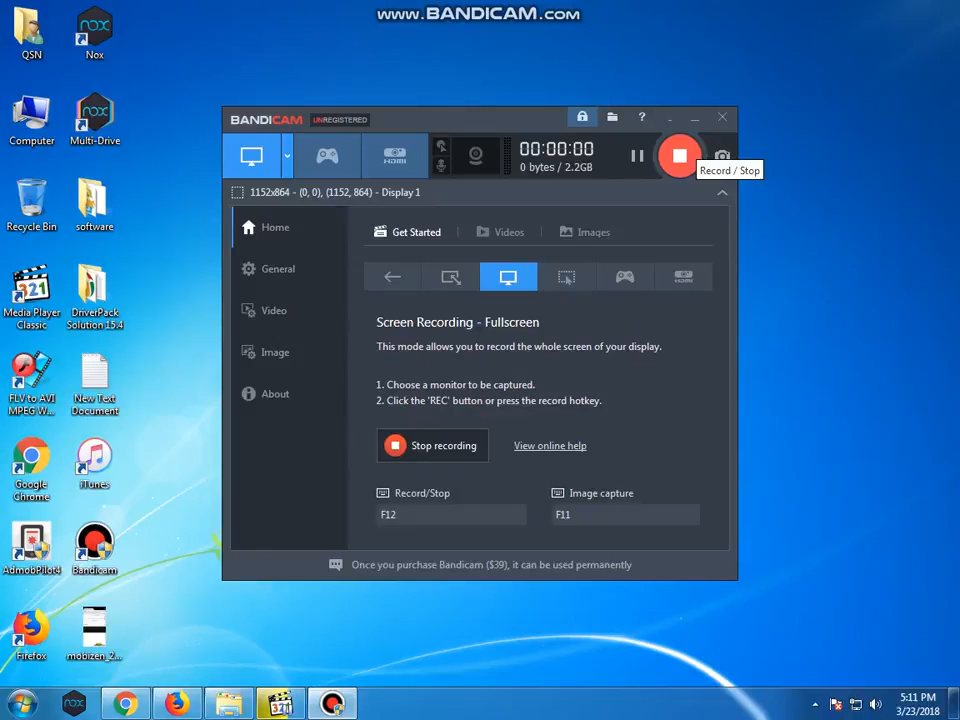 www.BANDICAM.com
QSN
Nox
Computer
Multi-Drive
Recycle Bin
software
Media Player
Classic
DriverPack
Solution 15.4
FLV to AVI
MPEG W...
New Text
Document
Google
Chrome
iTunes
AdmobPilot4
Bandicam
Firefox
mobizen_2...
BANDICAM UNREGISTERED
?
HDMI
00:00:00
0 bytes / 2.2GB
Record / Stop
1152x864 - (0, 0), (1152, 864) - Display 1
Home
General
Video
Image
About
Get Started
Videos
Images
HDMI
Screen Recording - Fullscreen
This mode allows you to record the whole screen of your display.
1. Choose a monitor to be captured.
2. Click the 'REC' button or press the record hotkey.
Stop recording
View online help
Record/Stop
Image capture
F12
F11
Once you purchase Bandicam ($39), it can be used permanently
nox
321
5:11 PM
3/23/2018